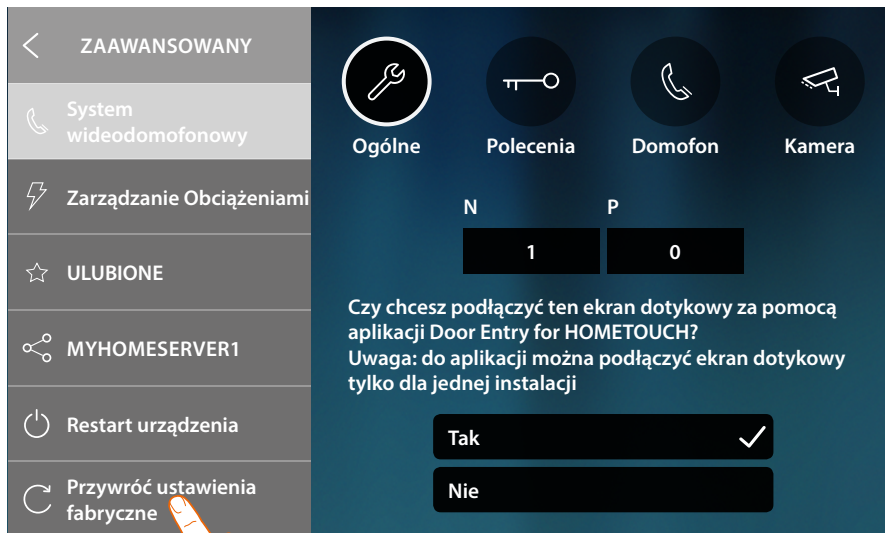 ZAAWANSOWANY
System
wideodomofonowy
Zarządzanie Obciążeniami
ULUBIONE
MYHOMESERVER1
Restart urządzenia
Przywróć ustawienia
fabryczne
Ogólne
Polecenia
Domofon
Kamera
N
P
1
0
Czy chcesz podłączyć ten ekran dotykowy za pomocą
aplikacji Door Entry for HOMETOUCH?
Uwaga: do aplikacji można podłączyć ekran dotykowy
tylko dla jednej instalacji
Tak
Nie